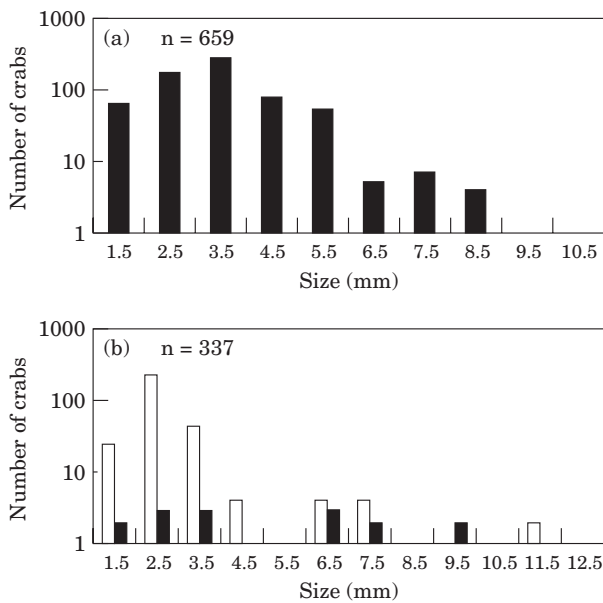 1000
(a) n = 659
100
10
1
Number of crabs
1.5 2.5 3.5 4.5 5.5 6.5 7.5 8.5 9.5 10.5
Size (mm)
1000
(b) n = 337
100
10
1
Number of crabs
1.5 2.5 3.5 4.5 5.5 6.5 7.5 8.5 9.5 10.5 11.5 12.5
Size (mm)